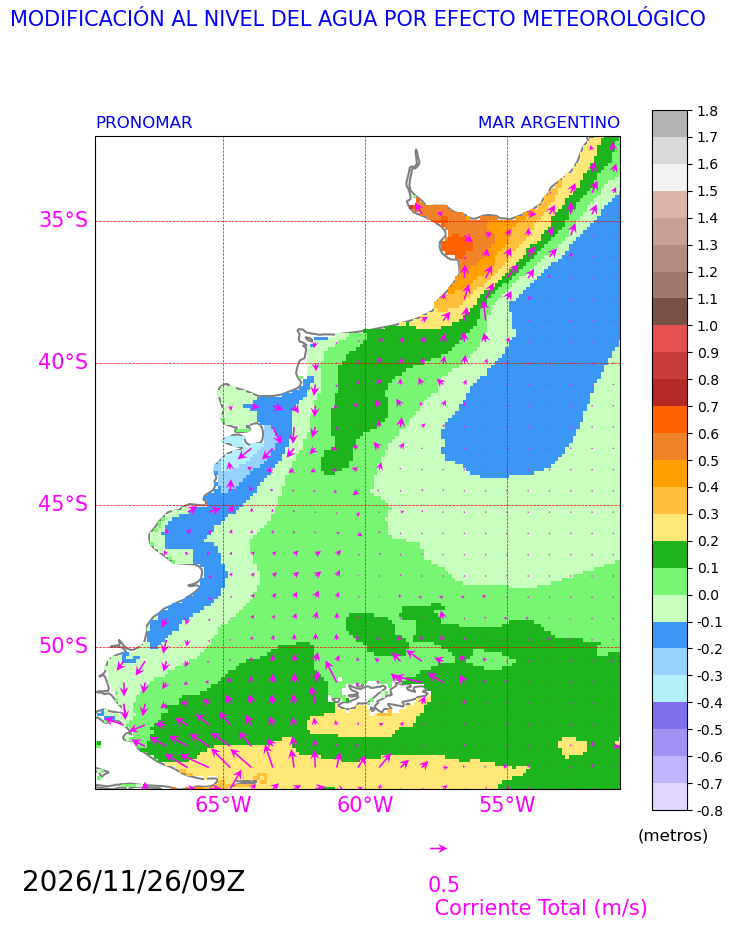 MODIFICACIÓN AL NIVEL DEL AGUA POR EFECTO METEOROLÓGICO
PRONOMAR
MAR ARGENTINO
35°S
40°S
45°S
50°S
65°W
60°W
55°W
1.8
1.7
1.6
1.5
1.4
1.3
1.2
1.1
1.0
0.9
0.8
0.7
0.6
0.5
0.4
0.3
0.2
0.1
0.0
-0.1
-0.2
-0.3
-0.4
-0.5
-0.6
-0.7
-0.8
(metros)
2026/11/26/09Z
0.5
Corriente Total (m/s)